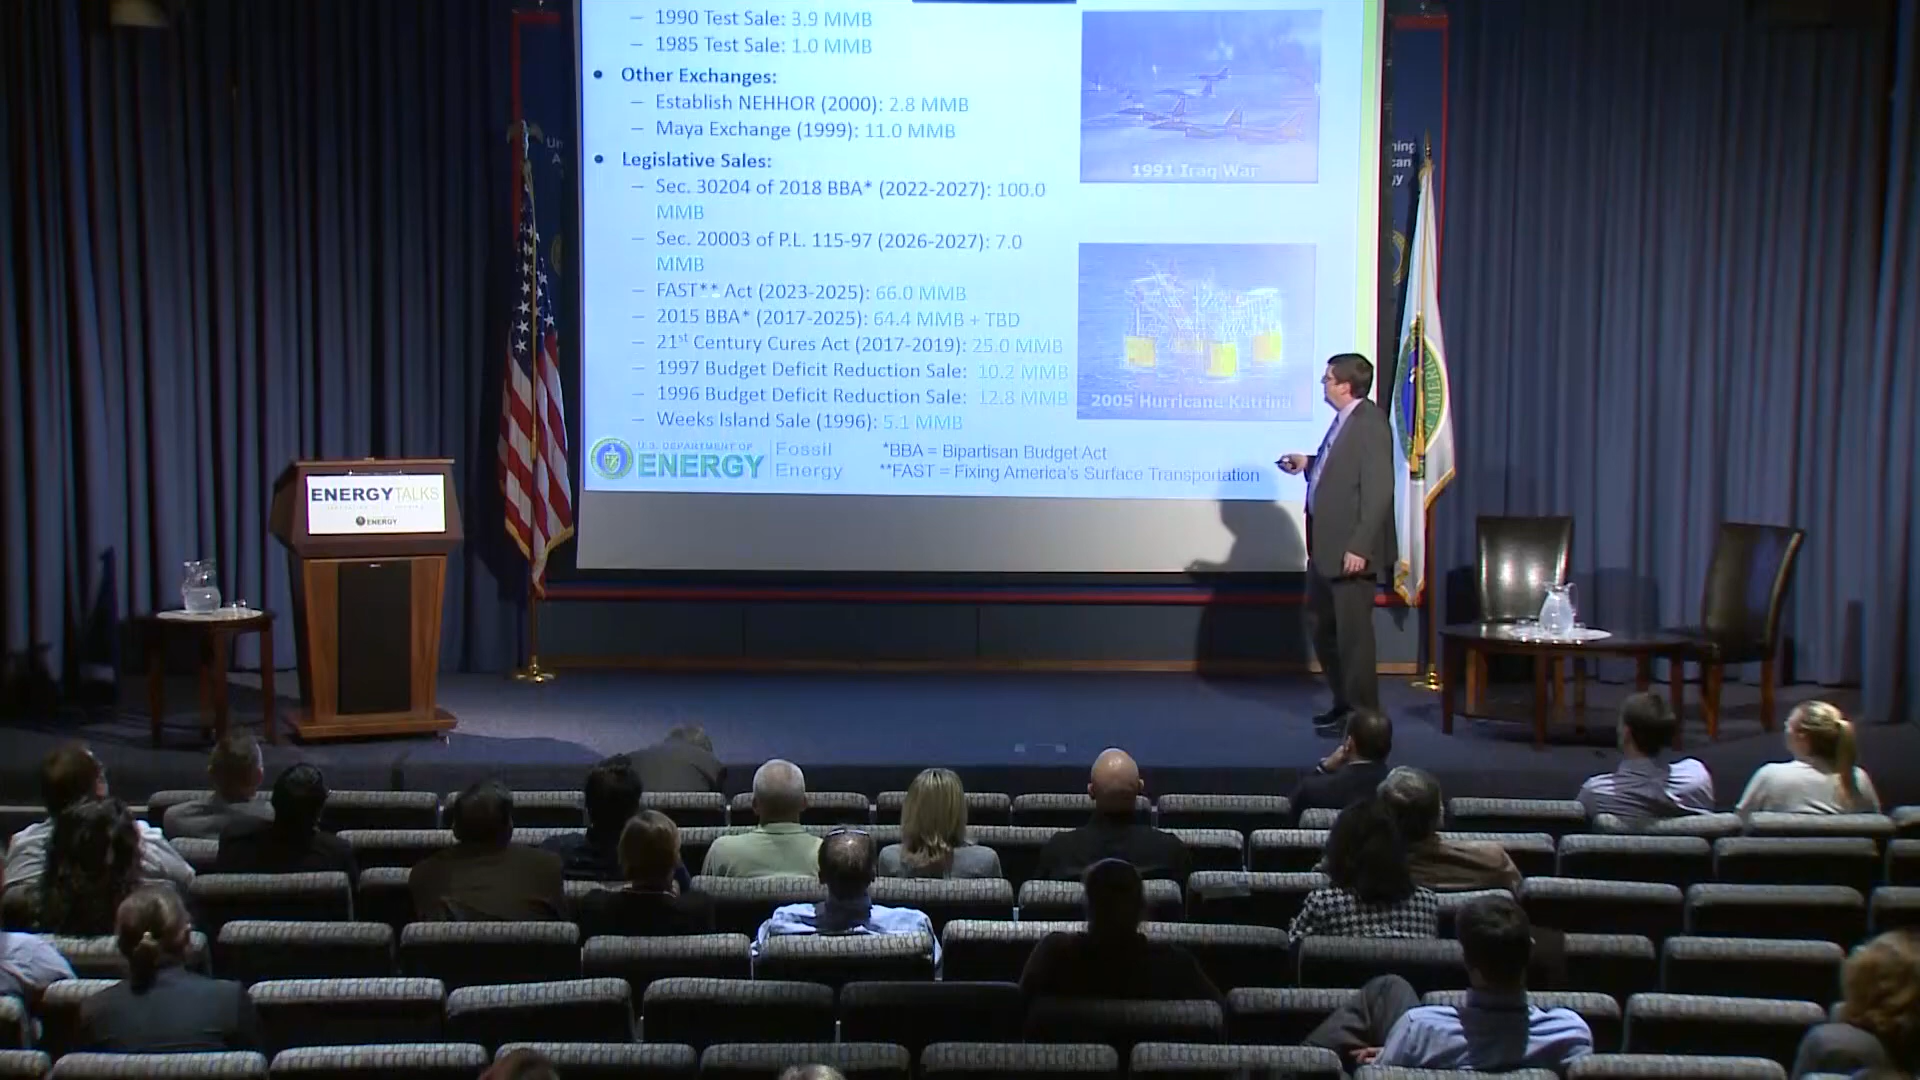 – 1990 Test Sale: 3.9 MMB
– 1985 Test Sale: 1.0 MMB
• Other Exchanges:
– Establish NEHHOR (2000): 2.8 MMB
– Maya Exchange (1999): 11.0 MMB
• Legislative Sales:
– Sec. 30204 of 2018 BBA* (2022-2027): 100.0
MMB
– Sec. 20003 of P.L. 115-97 (2026-2027): 7.0
MMB
– FAST** Act (2023-2025): 66.0 MMB
– 2015 BBA* (2017-2025): 64.4 MMB + TBD
– 21st Century Cures Act (2017-2019): 25.0 MMB
– 1997 Budget Deficit Reduction Sale: 10.2 MMB
– 1996 Budget Deficit Reduction Sale: 12.8 MMB
– Weeks Island Sale (1996): 5.1 MMB
1991 Iraq War
2005 Hurricane Katrina
U.S. DEPARTMENT OF
ENERGY
Fossil
Energy
*BBA = Bipartisan Budget Act
**FAST = Fixing America's Surface Transportation
ENERGY TALKS
ENERGY